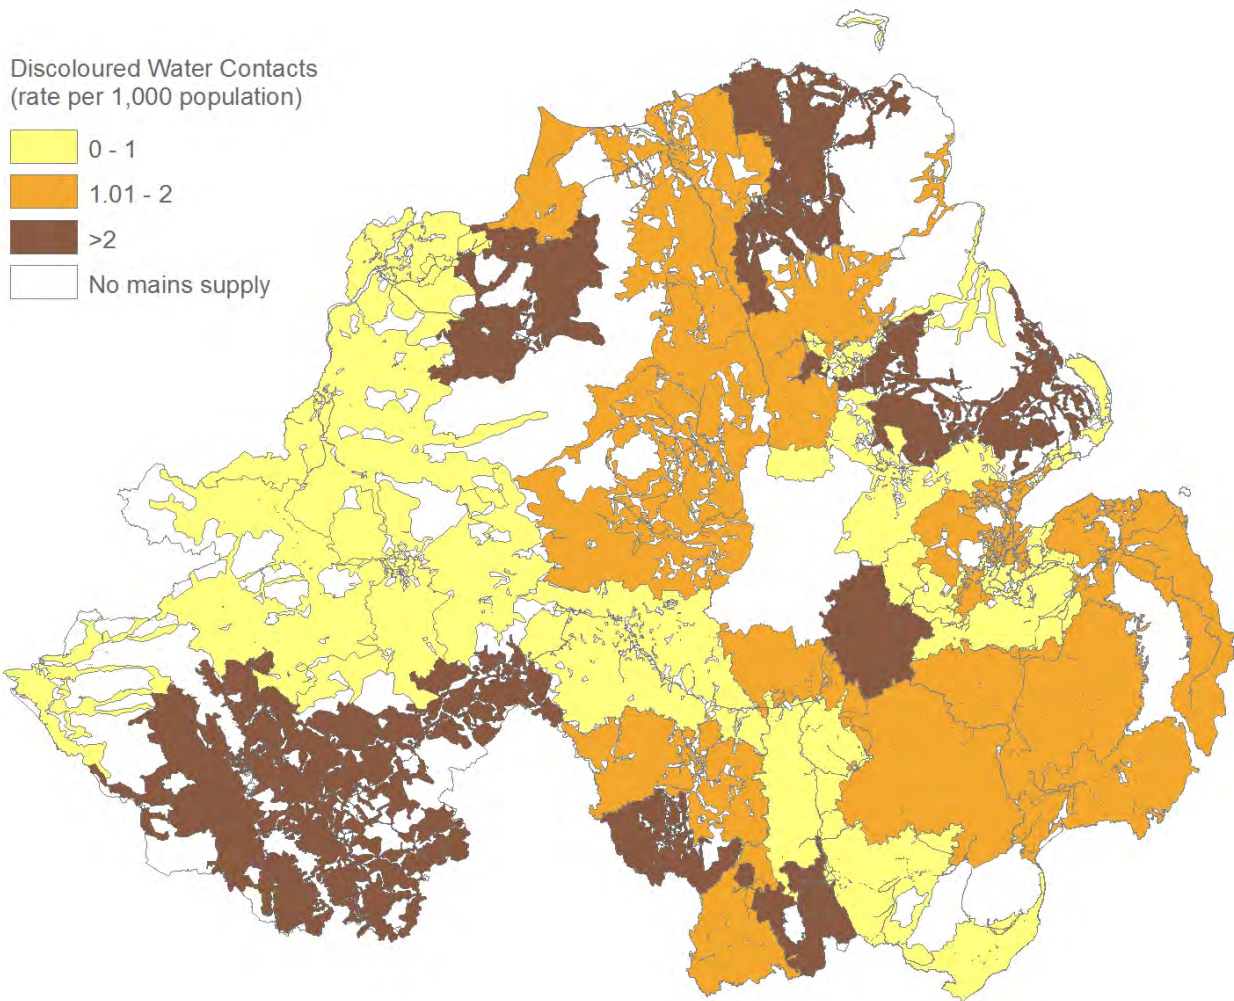 Discoloured Water Contacts
(rate per 1,000 population)
0 - 1
1.01 - 2
>2
No mains supply